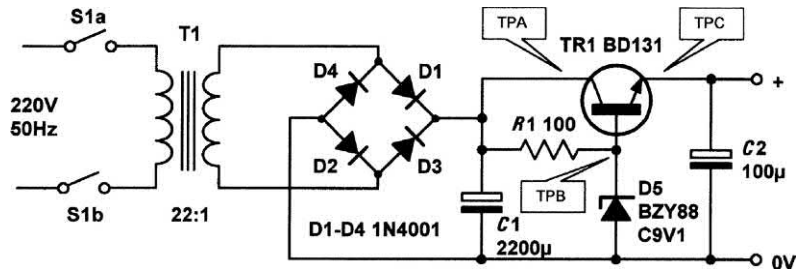 S1a
T1
TPA
TPC
TR1 BD131
D4
D1
220V
50Hz
R1 100
+
D2
D3
C2
100µ
TPB
D5
BZY88
C9V1
C1
2200µ
S1b
22:1
D1-D4 1N4001
0V